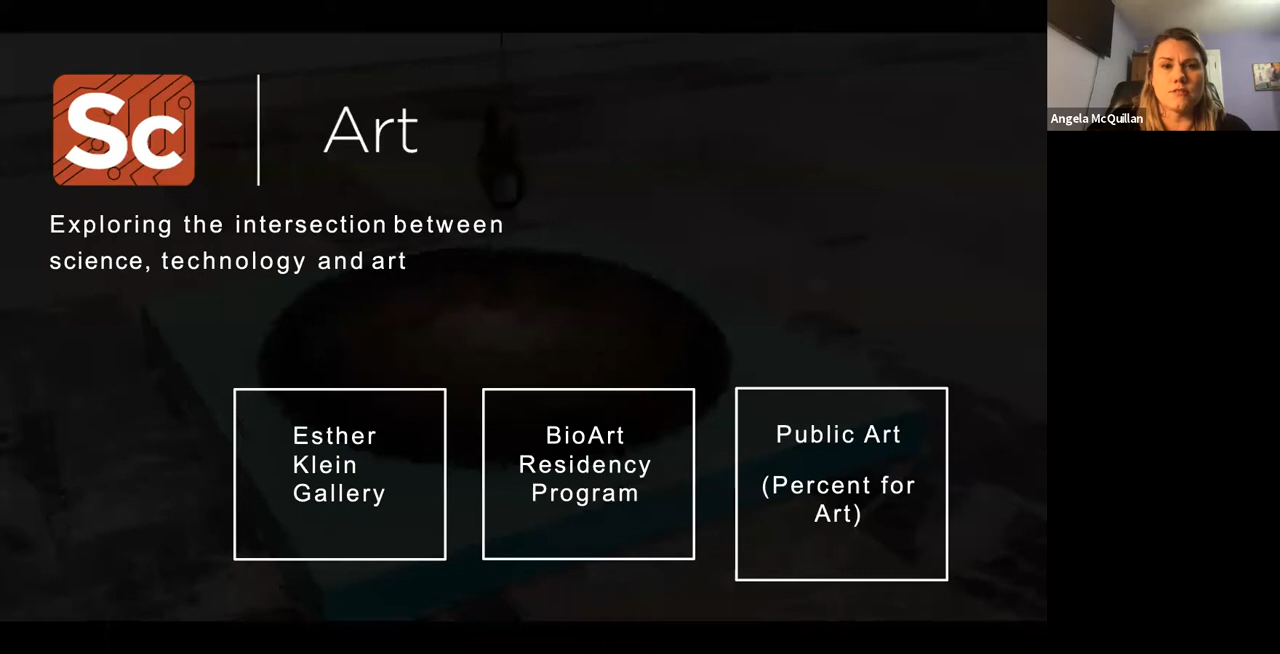 Sc
Art
Exploring the intersection between
science, technology and art
Esther
Klein
Gallery
BioArt
Residency
Program
Public Art
(Percent for
Art)
Angela McQuillan